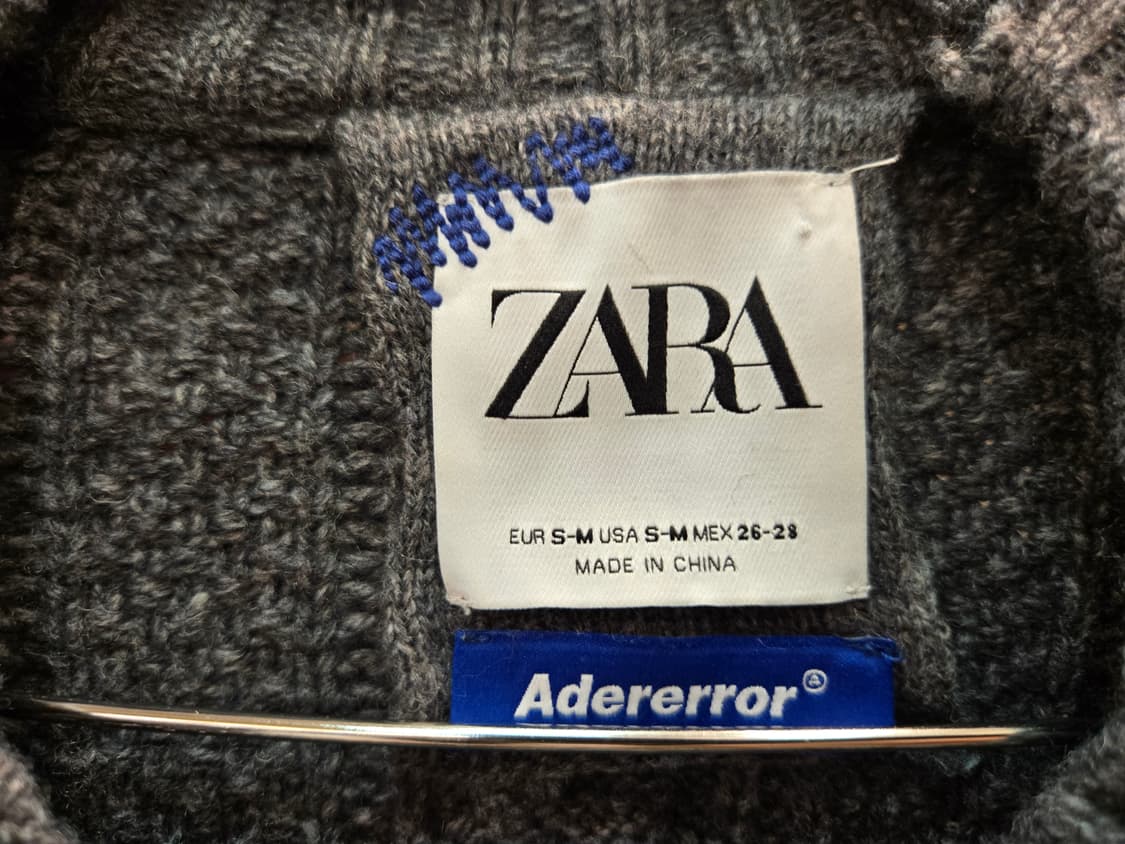 ZARA
EUR S-M USA S-M MEX 26-28
MADE IN CHINA
Adererror